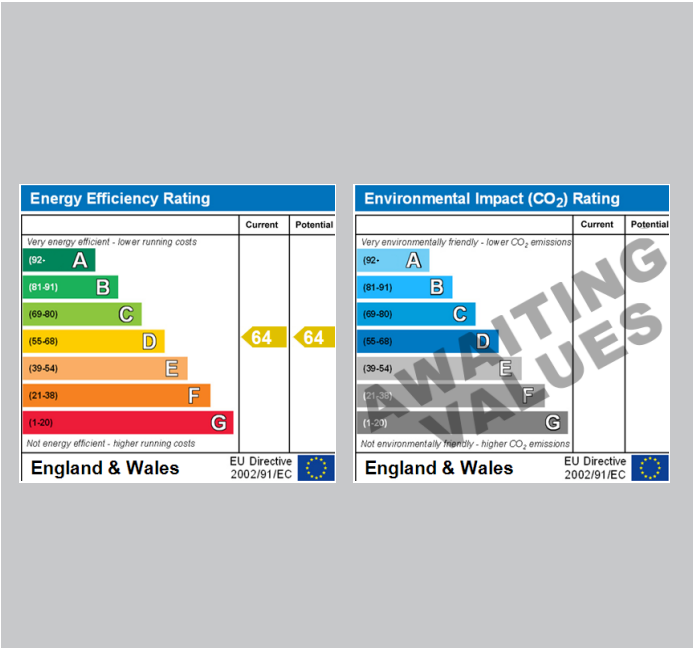 Energy Efficiency Rating
Current Potential
Very energy efficient - lower running costs
(92- A
(81-91) B
(69-80) C
(55-68) D
64 64
(39-54) E
(21-38) F
(1-20) G
Not energy efficient - higher running costs
England & Wales
EU Directive
2002/91/EC
Environmental Impact (CO₂) Rating
Current Potential
Very environmentally friendly - lower CO₂ emissions
(92- A
(81-91) B
(69-80) C
(55-68) D
(39-54) E
(21-38) F
(1-20) G
Not environmentally friendly - higher CO₂ emissions
AWAITING
VALUES
England & Wales
EU Directive
2002/91/EC